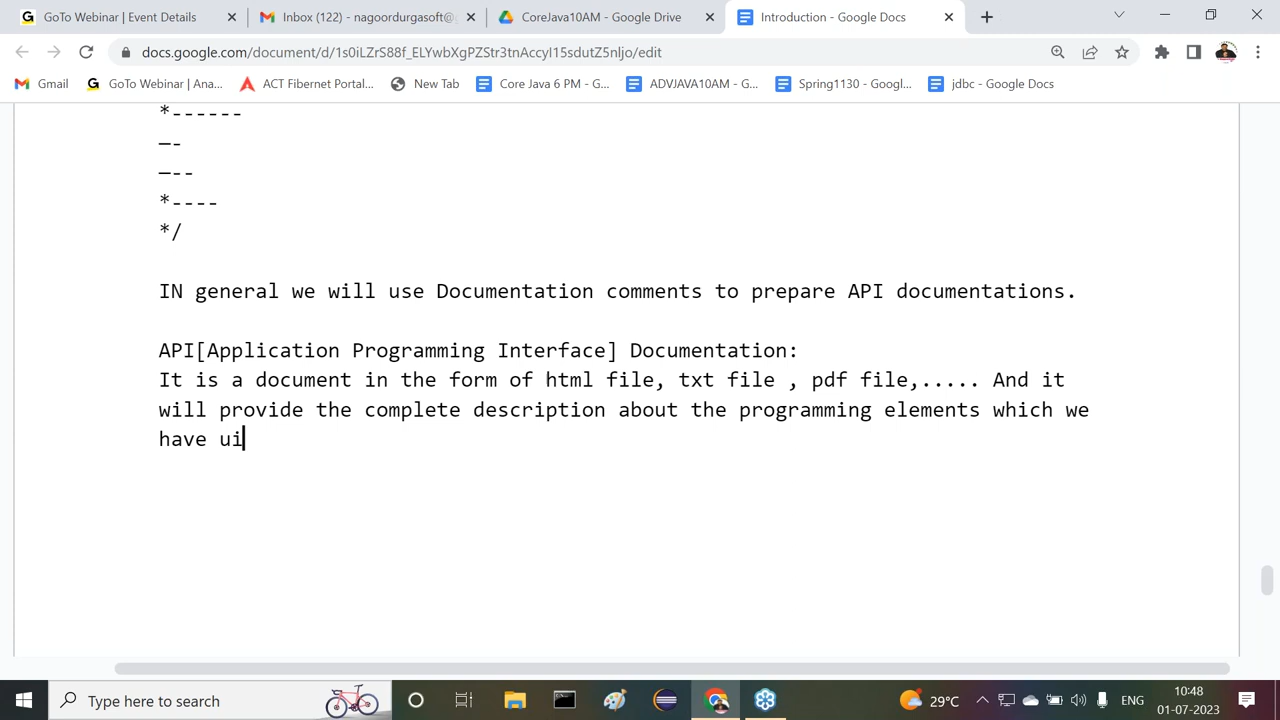 GoTo Webinar | Event Details
Inbox (122) - nagoordurgasoft@g
CoreJava10AM - Google Drive
Introduction - Google Docs
docs.google.com/document/d/1s0iLZrS88f_ELYwbXgPZStr3tnAccyI15sdutZ5nljo/edit
Gmail
GoTo Webinar | Ana...
ACT Fibernet Portal...
New Tab
Core Java 6 PM - G...
ADVJAVA10AM - G...
Spring1130 - Googl...
jdbc - Google Docs
*------
—-
—--
*----
*/
IN general we will use Documentation comments to prepare API documentations.
API[Application Programming Interface] Documentation:
It is a document in the form of html file, txt file , pdf file,..... And it
will provide the complete description about the programming elements which we
have ui
Type here to search
29°C
ENG
10:48
01-07-2023